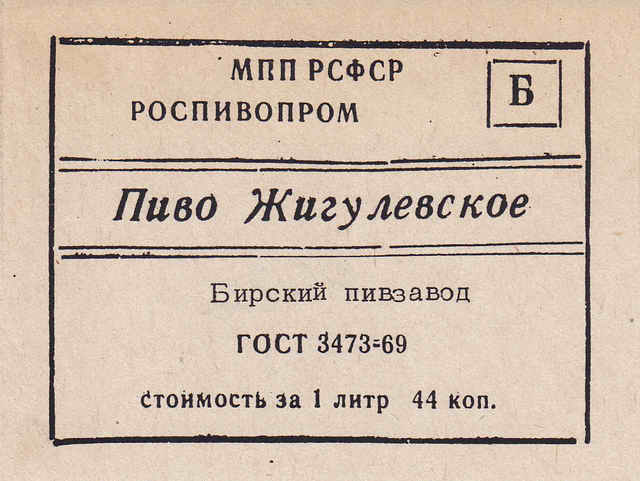 МПП РСФСР
РОСПИВОПРОМ
Б
Пиво Жигулевское
Бирский пивзавод
ГОСТ 3473-69
стоимость за 1 литр 44 коп.